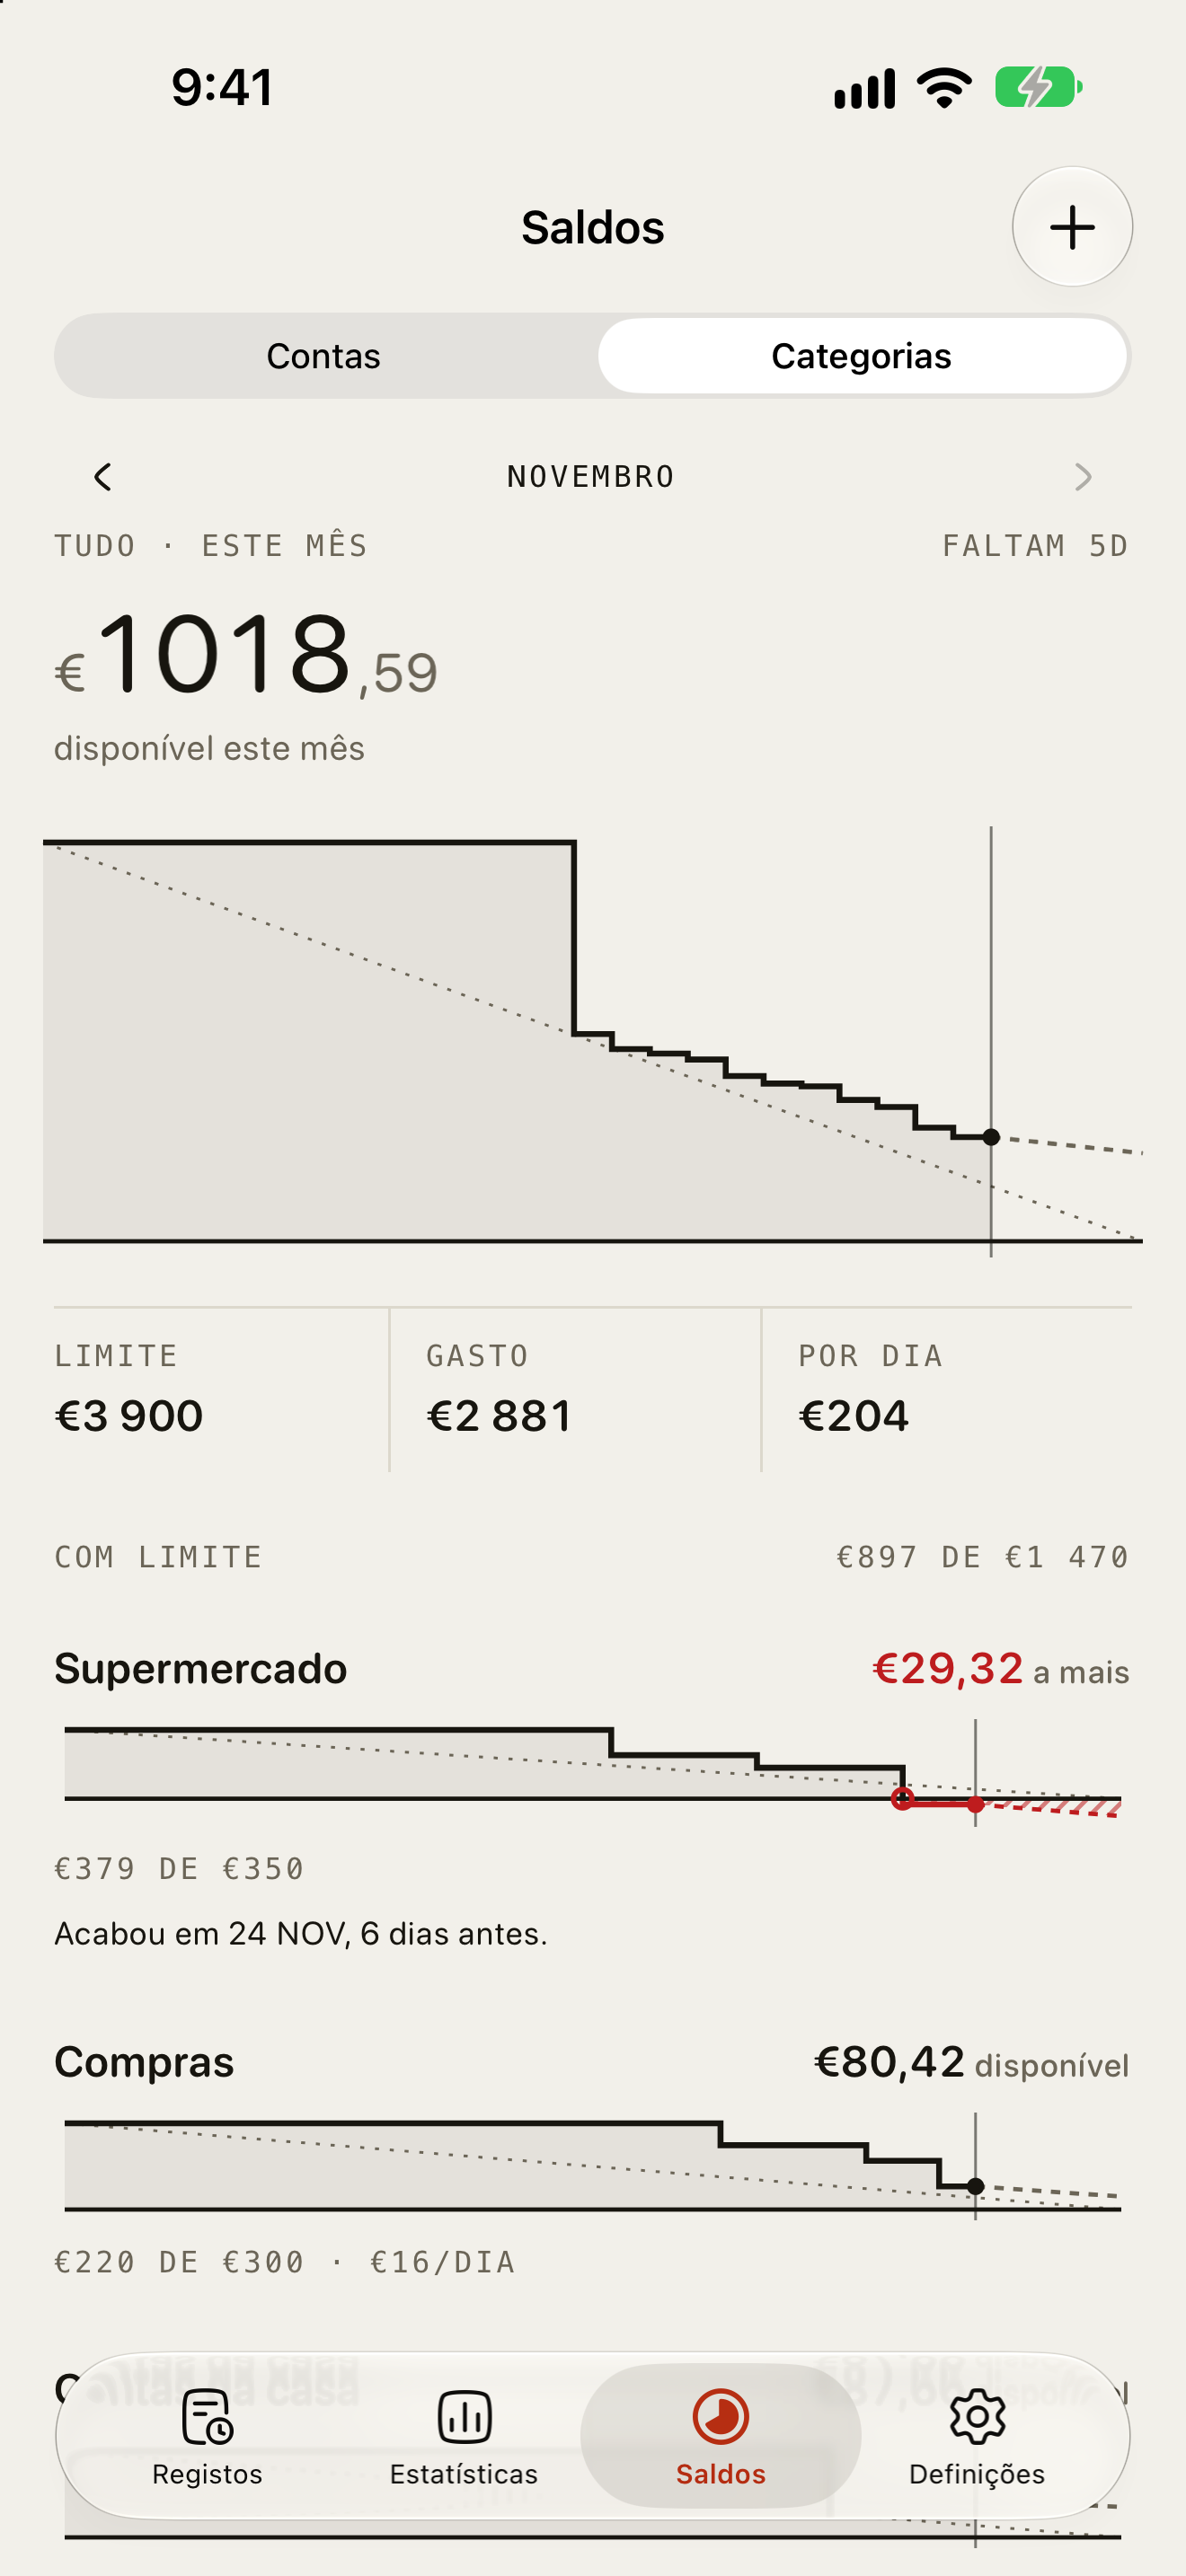 9:41
Saldos
Contas
Categorias
NOVEMBRO
TUDO · ESTE MÊS
FALTAM 5D
€1018,59
disponível este mês
LIMITE
GASTO
POR DIA
€3 900
€2 881
€204
COM LIMITE
€897 DE €1 470
Supermercado
€29,32 a mais
€379 DE €350
Acabou em 24 NOV, 6 dias antes.
Compras
€80,42 disponível
€220 DE €300 · €16/DIA
Registos
Estatísticas
Saldos
Definições